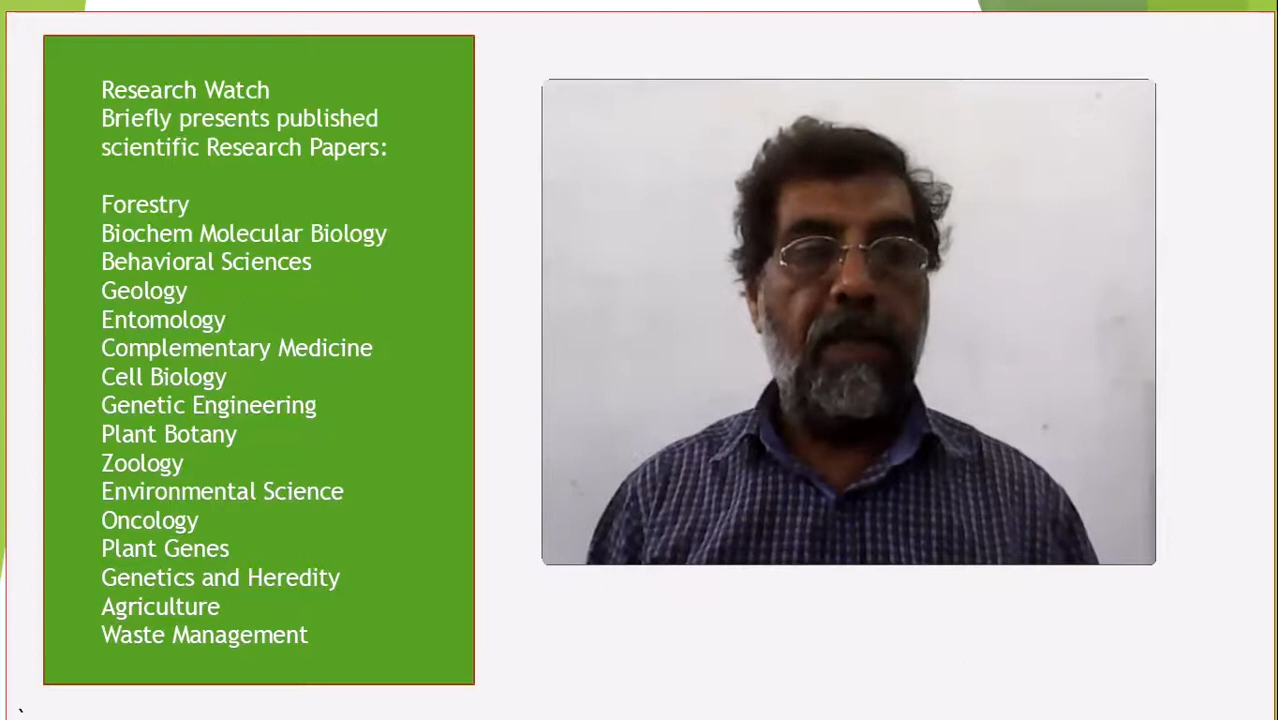 Research Watch
Briefly presents published
scientific Research Papers:
Forestry
Biochem Molecular Biology
Behavioral Sciences
Geology
Entomology
Complementary Medicine
Cell Biology
Genetic Engineering
Plant Botany
Zoology
Environmental Science
Oncology
Plant Genes
Genetics and Heredity
Agriculture
Waste Management
`